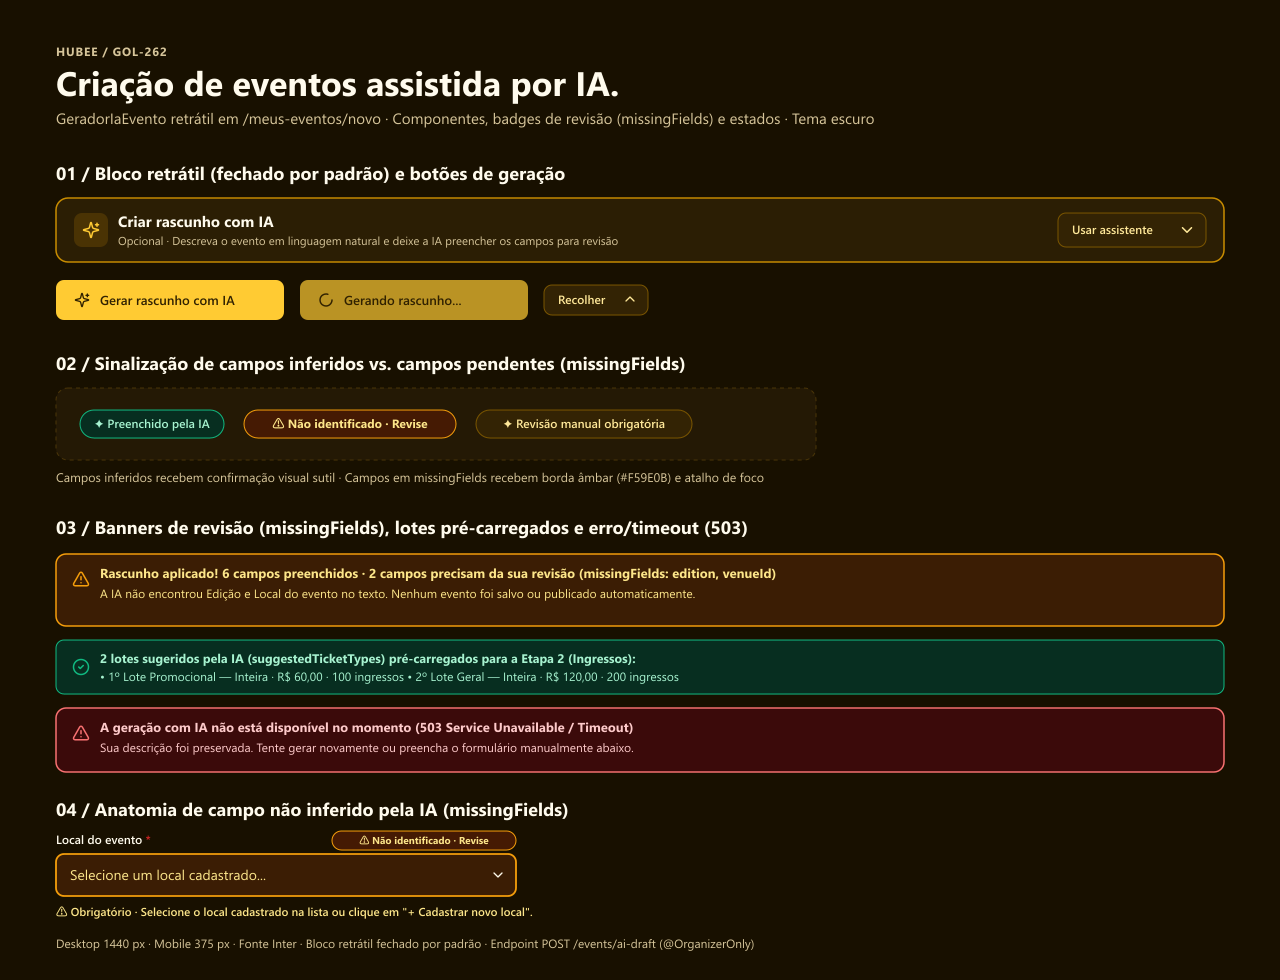 HUBEE / GOL-262
Criação de eventos assistida por IA.
GeradorIaEvento retrátil em /meus-eventos/novo · Componentes, badges de revisão (missingFields) e estados · Tema escuro
01 / Bloco retrátil (fechado por padrão) e botões de geração
Criar rascunho com IA
Opcional · Descreva o evento em linguagem natural e deixe a IA preencher os campos para revisão
Usar assistente
Gerar rascunho com IA
Gerando rascunho...
Recolher
02 / Sinalização de campos inferidos vs. campos pendentes (missingFields)
✦ Preenchido pela IA
⚠ Não identificado · Revise
✦ Revisão manual obrigatória
Campos inferidos recebem confirmação visual sutil · Campos em missingFields recebem borda âmbar (#F59E0B) e atalho de foco
03 / Banners de revisão (missingFields), lotes pré-carregados e erro/timeout (503)
Rascunho aplicado! 6 campos preenchidos · 2 campos precisam da sua revisão (missingFields: edition, venueId)
A IA não encontrou Edição e Local do evento no texto. Nenhum evento foi salvo ou publicado automaticamente.
2 lotes sugeridos pela IA (suggestedTicketTypes) pré-carregados para a Etapa 2 (Ingressos):
• 1º Lote Promocional — Inteira · R$ 60,00 · 100 ingressos • 2º Lote Geral — Inteira · R$ 120,00 · 200 ingressos
A geração com IA não está disponível no momento (503 Service Unavailable / Timeout)
Sua descrição foi preservada. Tente gerar novamente ou preencha o formulário manualmente abaixo.
04 / Anatomia de campo não inferido pela IA (missingFields)
Local do evento *
⚠ Não identificado · Revise
Selecione um local cadastrado...
⚠ Obrigatório · Selecione o local cadastrado na lista ou clique em "+ Cadastrar novo local".
Desktop 1440 px · Mobile 375 px · Fonte Inter · Bloco retrátil fechado por padrão · Endpoint POST /events/ai-draft (@OrganizerOnly)